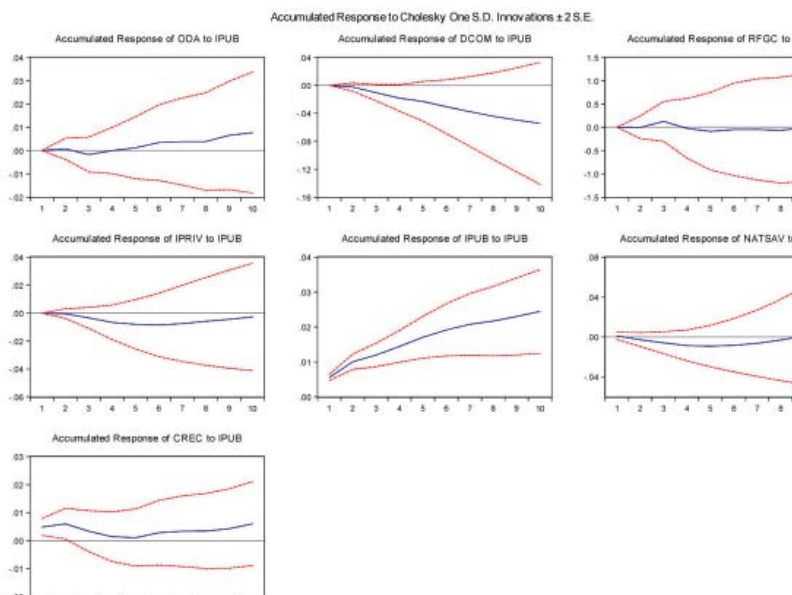 Accumulated Response to Cholesky One S.D. Innovations ± 2 S.E.
Accumulated Response of ODA to IPUB
.04
.03
.02
.01
.00
-.01
-.02
1 2 3 4 5 6 7 8 9 10
Accumulated Response of DCOM to IPUB
.04
.00
-.04
-.08
-.12
-.16
1 2 3 4 5 6 7 8 9 10
Accumulated Response of RFGC to
1.5
1.0
0.5
0.0
-0.5
-1.0
-1.5
1 2 3 4 5 6 7 8
Accumulated Response of IPRIV to IPUB
.04
.02
.00
-.02
-.04
-.06
1 2 3 4 5 6 7 8 9 10
Accumulated Response of IPUB to IPUB
.04
.03
.02
.01
.00
1 2 3 4 5 6 7 8 9 10
Accumulated Response of NATSAV
.08
.04
.00
-.04
1 2 3 4 5 6 7 8
Accumulated Response of CREC to IPUB
.03
.02
.01
.00
-.01